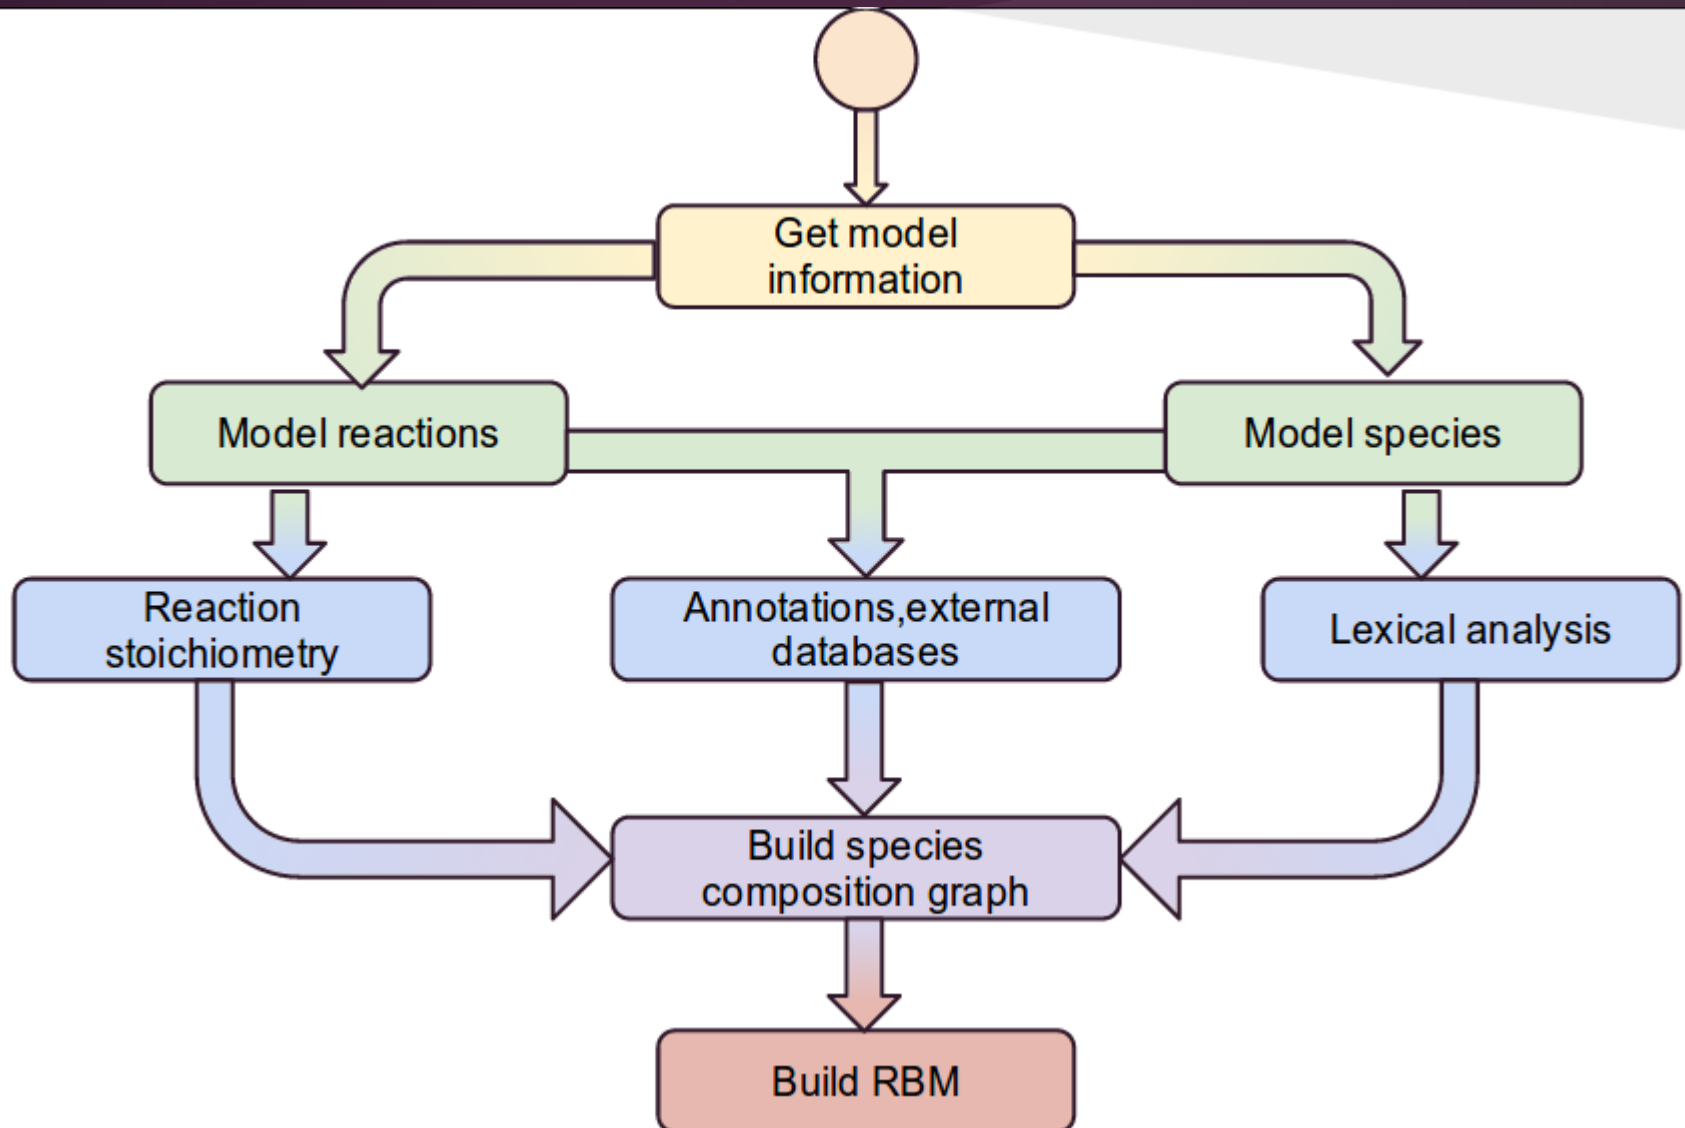 Get model
information
Model reactions
Model species
Reaction
stoichiometry
Annotations,external
databases
Lexical analysis
Build species
composition graph
Build RBM